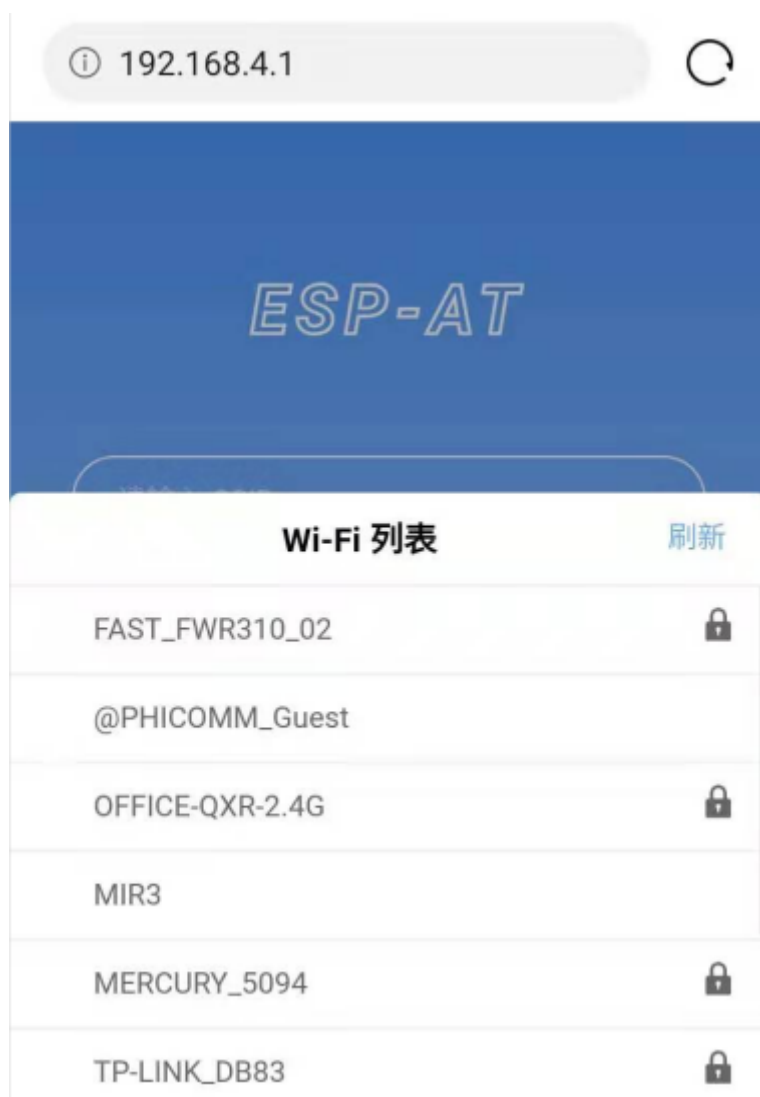 192.168.4.1
ESP-AT
Wi-Fi 列表
刷新
FAST_FWR310_02
@PHICOMM_Guest
OFFICE-QXR-2.4G
MIR3
MERCURY_5094
TP-LINK_DB83